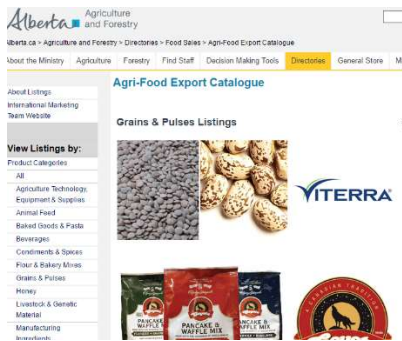 Alberta
Agriculture
and Forestry
Alberta.ca > Agriculture and Forestry > Directories > Food Sales > Agri-Food Export Catalogue
About the Ministry Agriculture Forestry Find Staff Decision Making Tools Directories General Store M
Agri-Food Export Catalogue
About Listings
International Marketing
Team Website
View Listings by:
Product Categories
All
Agriculture Technology,
Equipment & Supplies
Animal Feed
Baked Goods & Pasta
Beverages
Condiments & Spices
Flour & Bakery Mixes
Grains & Pulses
Honey
Livestock & Genetic
Material
Manufacturing
Ingredients
Grains & Pulses Listings
VITERRA
PANCAKE &
WAFFLE MIX
PANCAKE &
WAFFLE MIX
PANCAKE &
WAFFLE MIX
A CANADIAN TRADITION